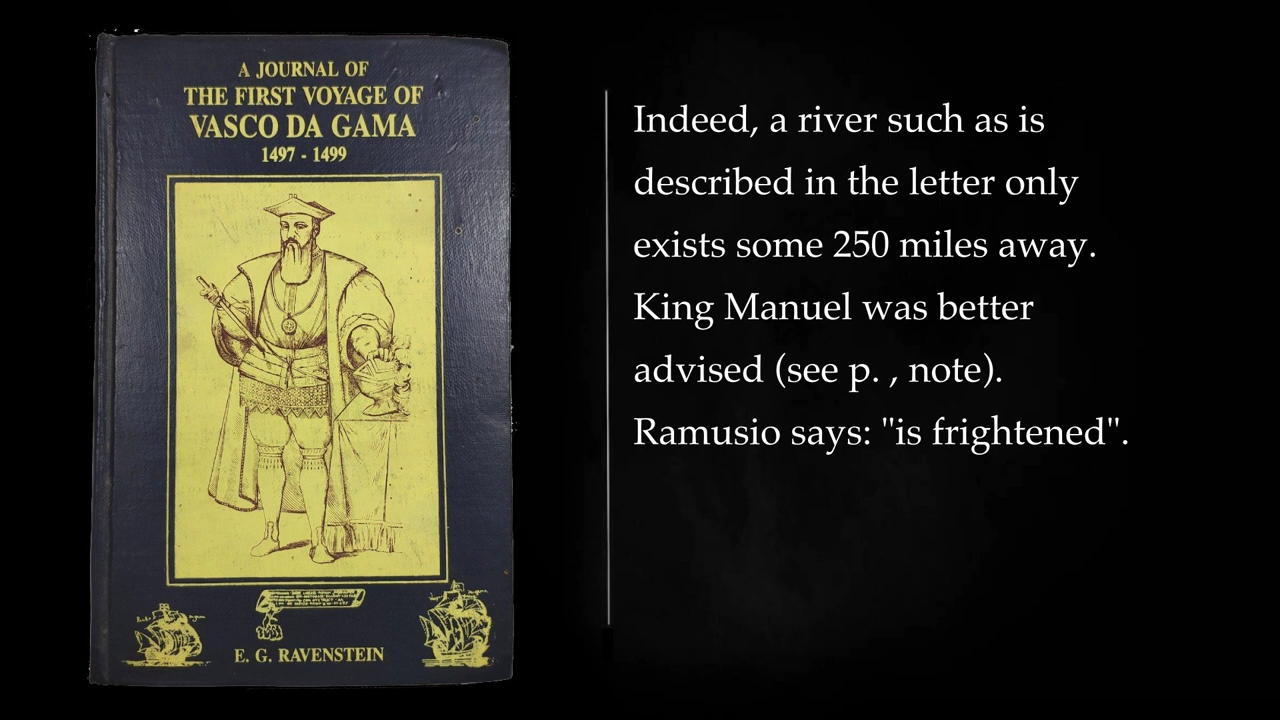 A JOURNAL OF
THE FIRST VOYAGE OF
VASCO DA GAMA
1497 - 1499
E. G. RAVENSTEIN
Indeed, a river such as is
described in the letter only
exists some 250 miles away.
King Manuel was better
advised (see p. , note).
Ramusio says: "is frightened".